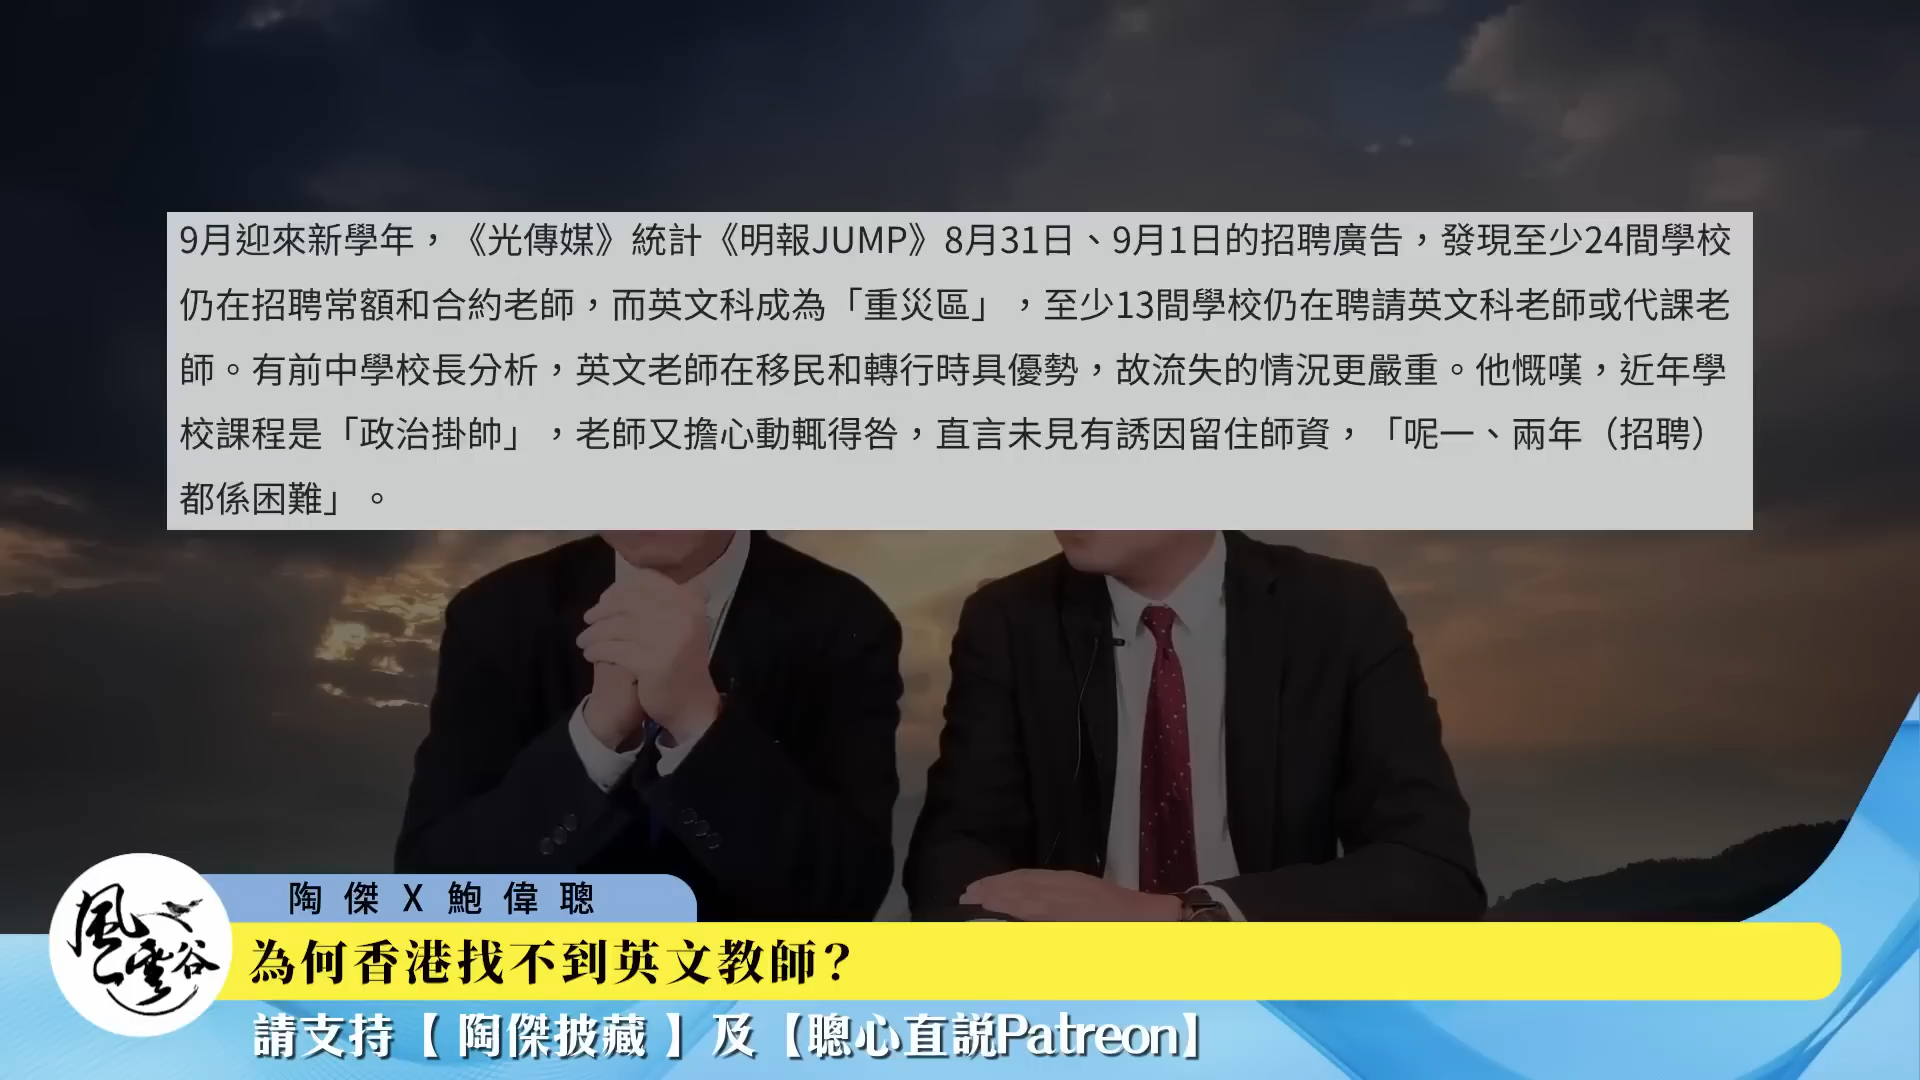 9月迎來新學年，《光傳媒》統計《明報JUMP》8月31日、9月1日的招聘廣告，發現至少24間學校
仍在招聘常額和合約老師，而英文科成為「重災區」，至少13間學校仍在聘請英文科老師或代課老
師。有前中學校長分析，英文老師在移民和轉行時具優勢，故流失的情況更嚴重。他慨嘆，近年學
校課程是「政治掛帥」，老師又擔心動輒得咎，直言未見有誘因留住師資，「呢一、兩年（招聘）
都係困難」。
陶傑X鮑偉聰
風雲谷
為何香港找不到英文教師？
請支持【陶傑披藏】及【聰心直説Patreon】